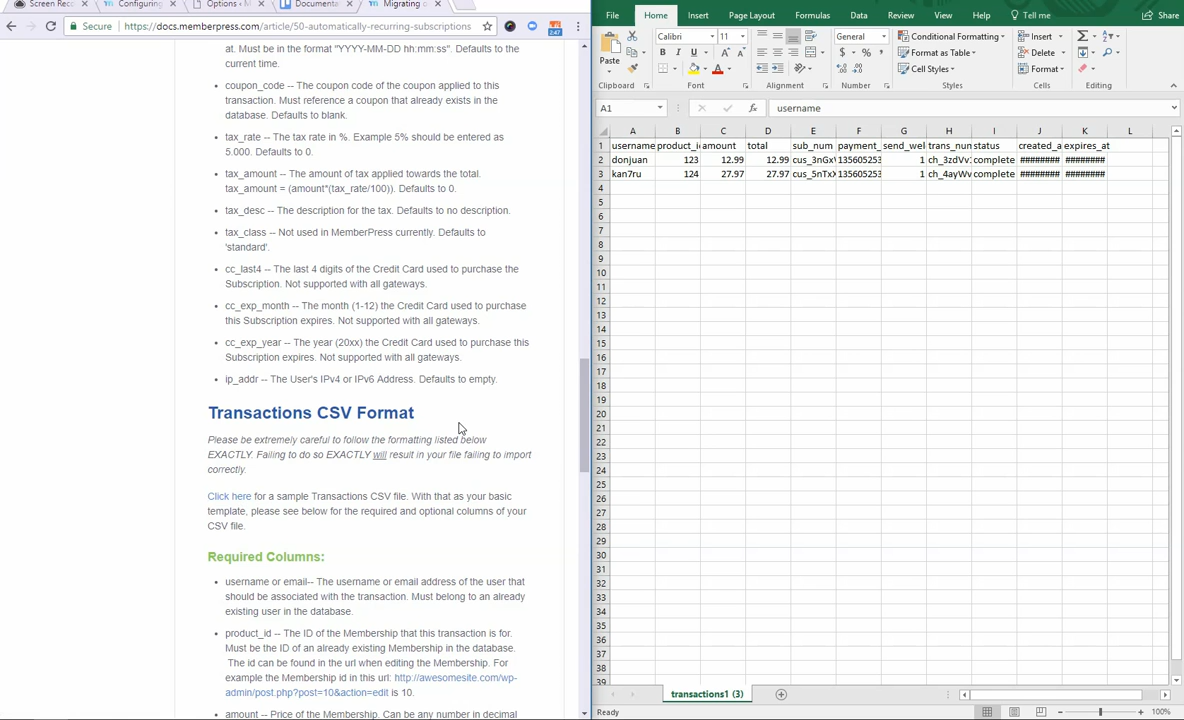 Screen Reco
Configuring
Options ‹ M
Documenta
Migrating c
Secure
https://docs.memberpress.com/article/50-automatically-recurring-subscriptions
2:47
at. Must be in the format "YYYY-MM-DD hh:mm:ss". Defaults to the
current time.
coupon_code -- The coupon code of the coupon applied to this
transaction. Must reference a coupon that already exists in the
database. Defaults to blank.
tax_rate -- The tax rate in %. Example 5% should be entered as
5.000. Defaults to 0.
tax_amount -- The amount of tax applied towards the total.
tax_amount = (amount*(tax_rate/100)). Defaults to 0.
tax_desc -- The description for the tax. Defaults to no description.
tax_class -- Not used in MemberPress currently. Defaults to
'standard'.
cc_last4 -- The last 4 digits of the Credit Card used to purchase the
Subscription. Not supported with all gateways.
cc_exp_month -- The month (1-12) the Credit Card used to purchase
this Subscription expires. Not supported with all gateways.
cc_exp_year -- The year (20xx) the Credit Card used to purchase this
Subscription expires. Not supported with all gateways.
ip_addr -- The User's IPv4 or IPv6 Address. Defaults to empty.
Transactions CSV Format
Please be extremely careful to follow the formatting listed below
EXACTLY. Failing to do so EXACTLY will result in your file failing to import
correctly.
Click here for a sample Transactions CSV file. With that as your basic
template, please see below for the required and optional columns of your
CSV file.
Required Columns:
username or email-- The username or email address of the user that
should be associated with the transaction. Must belong to an already
existing user in the database.
product_id -- The ID of the Membership that this transaction is for.
Must be the ID of an already existing Membership in the database.
The id can be found in the url when editing the Membership. For
example the Membership id in this url: http://awesomesite.com/wp-
admin/post.php?post=10&action=edit is 10.
amount -- Price of the Membership. Can be any number in decimal
File Home Insert Page Layout Formulas Data Review View Help Tell me Share
Paste
Calibri 11
B I U
General
$ % ,
Conditional Formatting
Format as Table
Cell Styles
Insert
Delete
Format
Clipboard Font Alignment Number Styles Cells Editing
A1
fx username
A B C D E F G H I J K L
1 username product_i amount total sub_num payment_ send_wel trans_nu status created_a expires_at
2 donjuan 123 12.99 12.99 cus_3nGx 135605253 1 ch_3zdVv complete ######## ########
3 kan7ru 124 27.97 27.97 cus_5nTxX 135605253 1 ch_4ayWv complete ######## ########
4
5
6
7
8
9
10
11
12
13
14
15
16
17
18
19
20
21
22
23
24
25
26
27
28
29
30
31
32
33
34
35
36
37
38
39
transactions1 (3)
Ready
100%